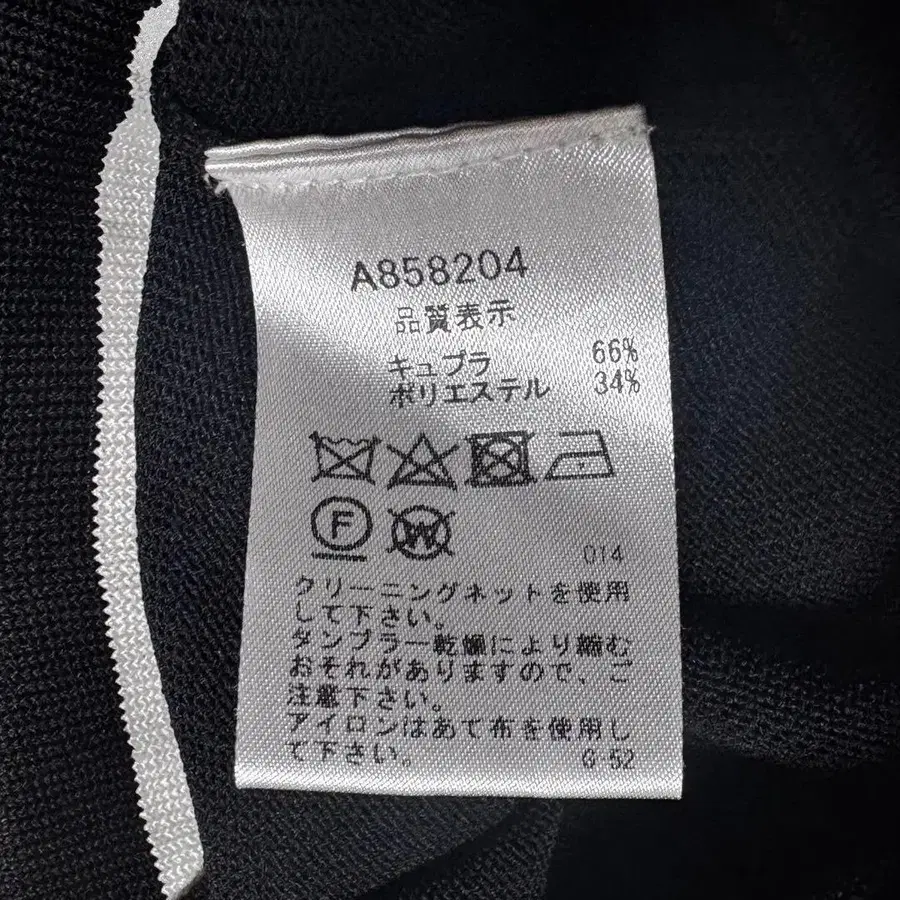 A858204
品質表示
キュプラ 66%
ポリエステル 34%
F W
014
クリーニングネットを使用
して下さい。
タンブラー乾燥により縮む
おそれがありますので、ご
注意下さい。
アイロンはあて布を使用し
て下さい。 G-52